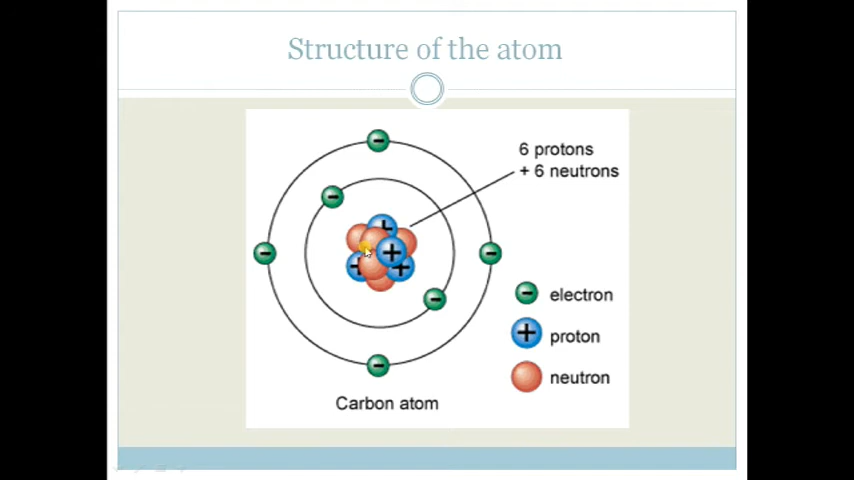 Structure of the atom
6 protons
+ 6 neutrons
electron
proton
neutron
Carbon atom